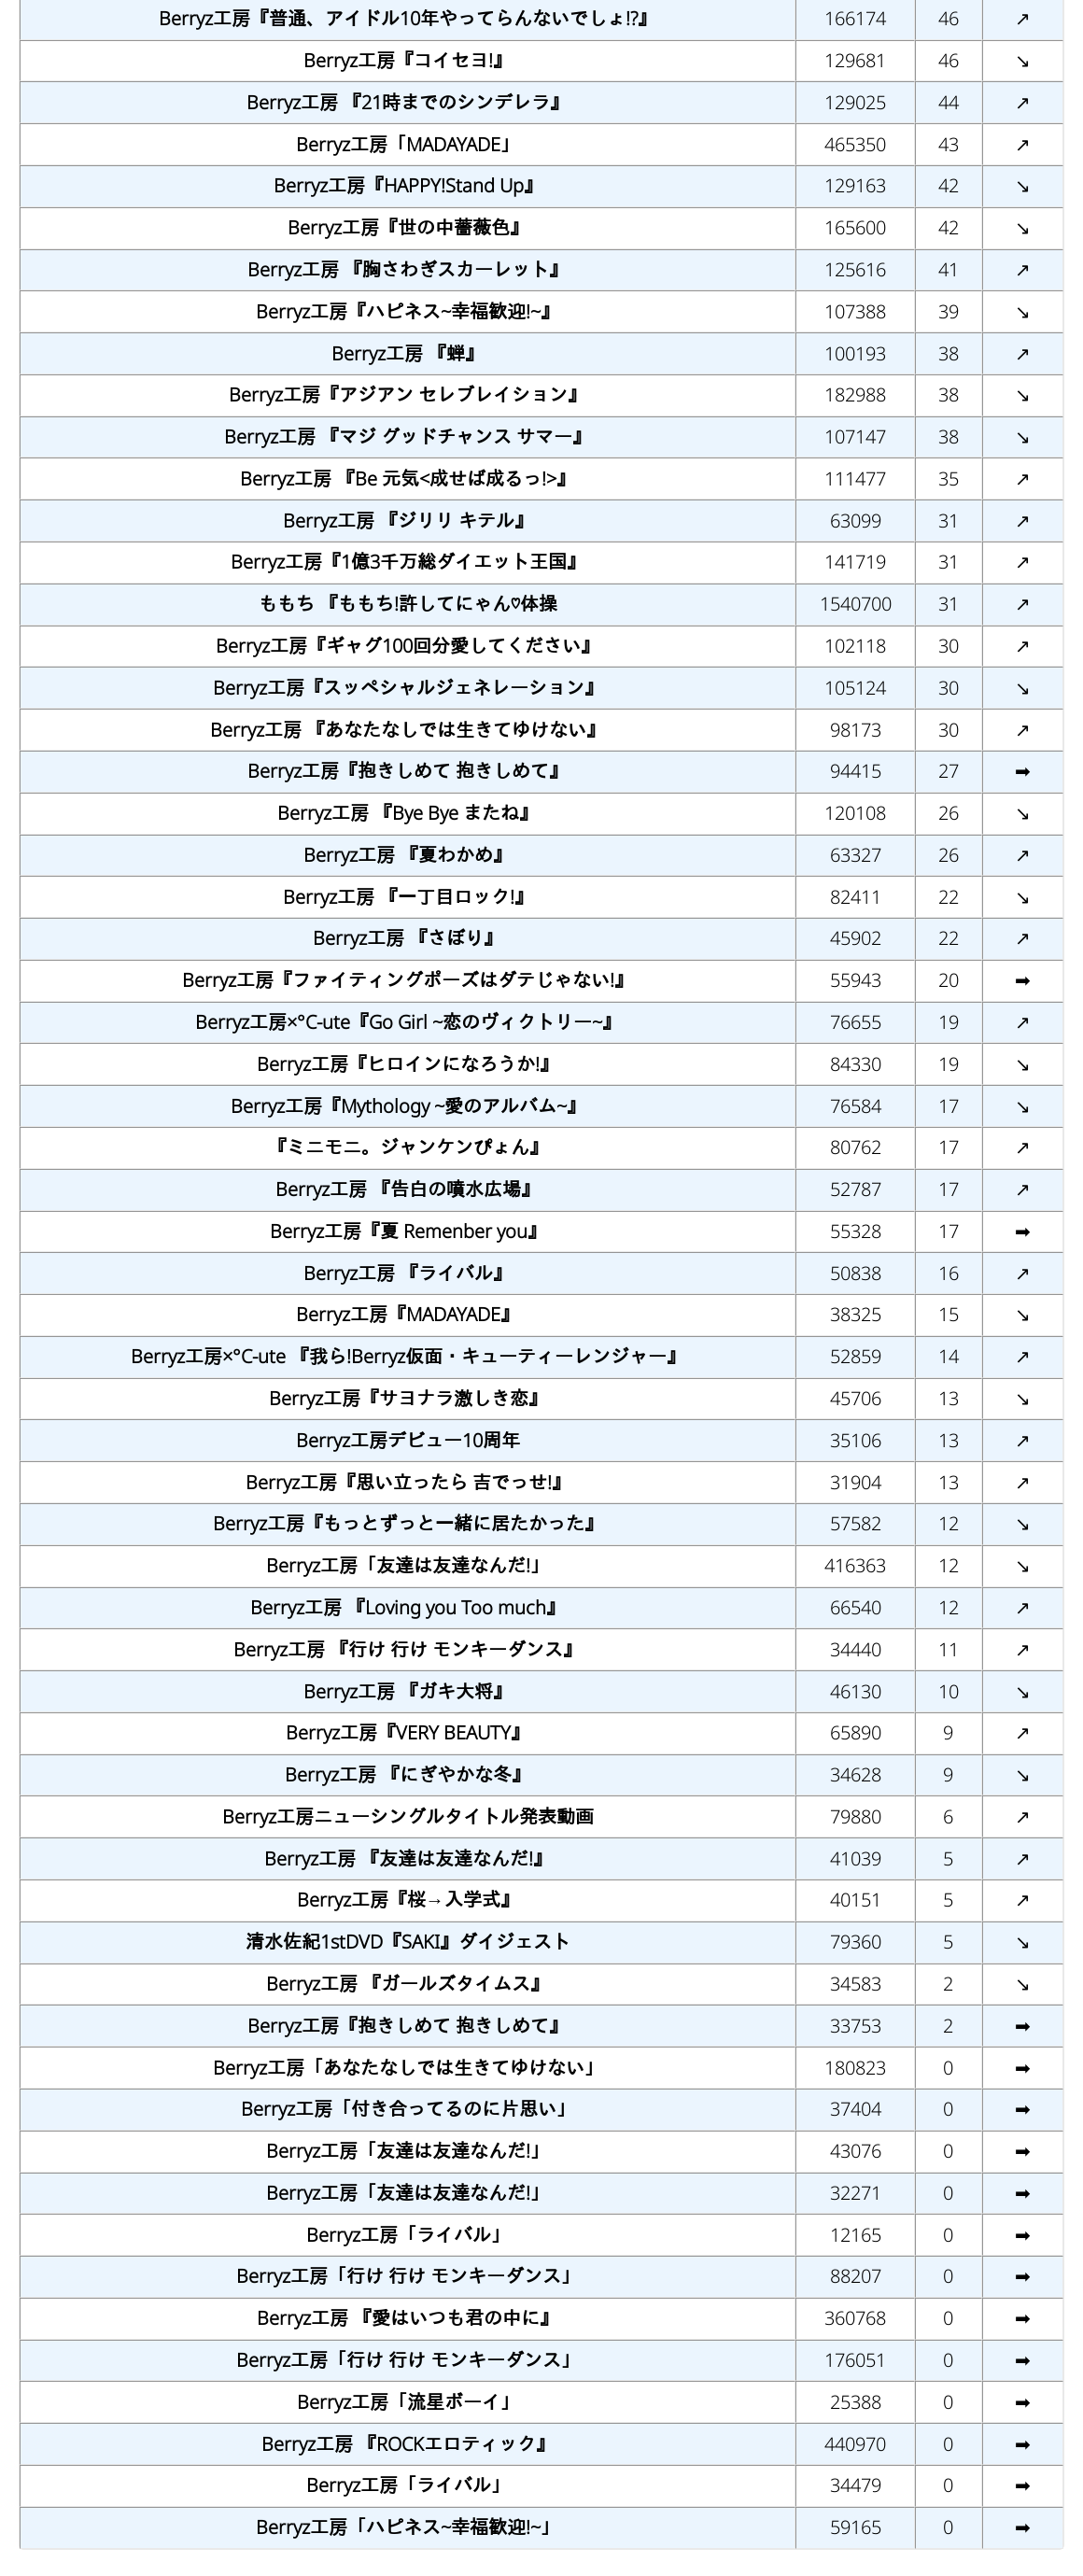 Berryz工房『普通、アイドル10年やってらんないでしょ!?』 166174 46 ↗
Berryz工房『コイセヨ!』 129681 46 ↘
Berryz工房 『21時までのシンデレラ』 129025 44 ↗
Berryz工房「MADAYADE」 465350 43 ↗
Berryz工房『HAPPY!Stand Up』 129163 42 ↘
Berryz工房『世の中薔薇色』 165600 42 ↘
Berryz工房 『胸さわぎスカーレット』 125616 41 ↗
Berryz工房『ハピネス~幸福歓迎!~』 107388 39 ↘
Berryz工房 『蝉』 100193 38 ↗
Berryz工房『アジアン セレブレイション』 182988 38 ↘
Berryz工房 『マジ グッドチャンス サマー』 107147 38 ↘
Berryz工房 『Be 元気<成せば成るっ!>』 111477 35 ↗
Berryz工房 『ジリリ キテル』 63099 31 ↗
Berryz工房『1億3千万総ダイエット王国』 141719 31 ↗
ももち 『ももち!許してにゃん♡体操 1540700 31 ↗
Berryz工房『ギャグ100回分愛してください』 102118 30 ↗
Berryz工房『スッペシャルジェネレーション』 105124 30 ↘
Berryz工房 『あなたなしでは生きてゆけない』 98173 30 ↗
Berryz工房『抱きしめて 抱きしめて』 94415 27 ➡
Berryz工房 『Bye Bye またね』 120108 26 ↘
Berryz工房 『夏わかめ』 63327 26 ↗
Berryz工房 『一丁目ロック!』 82411 22 ↘
Berryz工房 『さぼり』 45902 22 ↗
Berryz工房『ファイティングポーズはダテじゃない!』 55943 20 ➡
Berryz工房×°C-ute『Go Girl ~恋のヴィクトリー~』 76655 19 ↗
Berryz工房『ヒロインになろうか!』 84330 19 ↘
Berryz工房『Mythology ~愛のアルバム~』 76584 17 ↘
『ミニモニ。ジャンケンぴょん』 80762 17 ↗
Berryz工房 『告白の噴水広場』 52787 17 ↗
Berryz工房『夏 Remenber you』 55328 17 ➡
Berryz工房 『ライバル』 50838 16 ↗
Berryz工房『MADAYADE』 38325 15 ↘
Berryz工房×°C-ute 『我ら!Berryz仮面・キューティーレンジャー』 52859 14 ↗
Berryz工房『サヨナラ激しき恋』 45706 13 ↘
Berryz工房デビュー10周年 35106 13 ↗
Berryz工房『思い立ったら 吉でっせ!』 31904 13 ↗
Berryz工房『もっとずっと一緒に居たかった』 57582 12 ↘
Berryz工房「友達は友達なんだ!」 416363 12 ↘
Berryz工房 『Loving you Too much』 66540 12 ↗
Berryz工房 『行け 行け モンキーダンス』 34440 11 ↗
Berryz工房 『ガキ大将』 46130 10 ↘
Berryz工房『VERY BEAUTY』 65890 9 ↗
Berryz工房 『にぎやかな冬』 34628 9 ↘
Berryz工房ニューシングルタイトル発表動画 79880 6 ↗
Berryz工房 『友達は友達なんだ!』 41039 5 ↗
Berryz工房『桜→入学式』 40151 5 ↗
清水佐紀1stDVD『SAKI』ダイジェスト 79360 5 ↘
Berryz工房 『ガールズタイムス』 34583 2 ↘
Berryz工房『抱きしめて 抱きしめて』 33753 2 ➡
Berryz工房「あなたなしでは生きてゆけない」 180823 0 ➡
Berryz工房「付き合ってるのに片思い」 37404 0 ➡
Berryz工房「友達は友達なんだ!」 43076 0 ➡
Berryz工房「友達は友達なんだ!」 32271 0 ➡
Berryz工房「ライバル」 12165 0 ➡
Berryz工房「行け 行け モンキーダンス」 88207 0 ➡
Berryz工房 『愛はいつも君の中に』 360768 0 ➡
Berryz工房「行け 行け モンキーダンス」 176051 0 ➡
Berryz工房「流星ボーイ」 25388 0 ➡
Berryz工房 『ROCKエロティック』 440970 0 ➡
Berryz工房「ライバル」 34479 0 ➡
Berryz工房「ハピネス~幸福歓迎!~」 59165 0 ➡